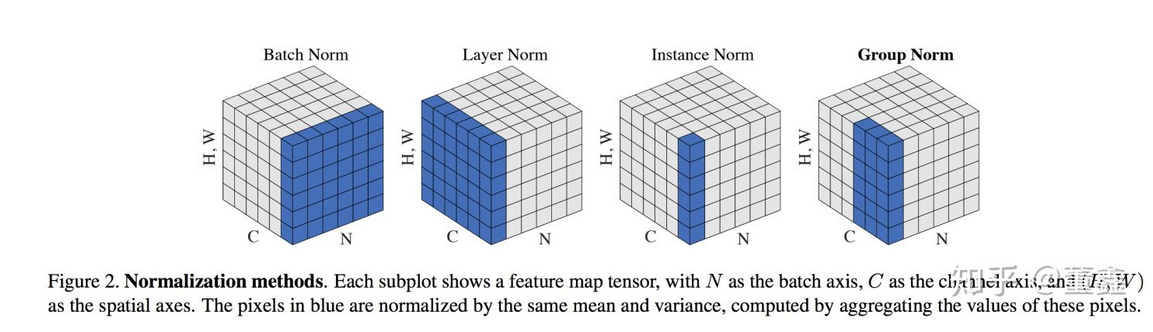 Batch Norm Layer Norm Instance Norm Group Norm
H, W H, W H, W H, W
C N C N C N C N
Figure 2. Normalization methods. Each subplot shows a feature map tensor, with N as the batch axis, C as the channel axis, and (H, W)
as the spatial axes. The pixels in blue are normalized by the same mean and variance, computed by aggregating the values of these pixels.
知乎 @董鑫